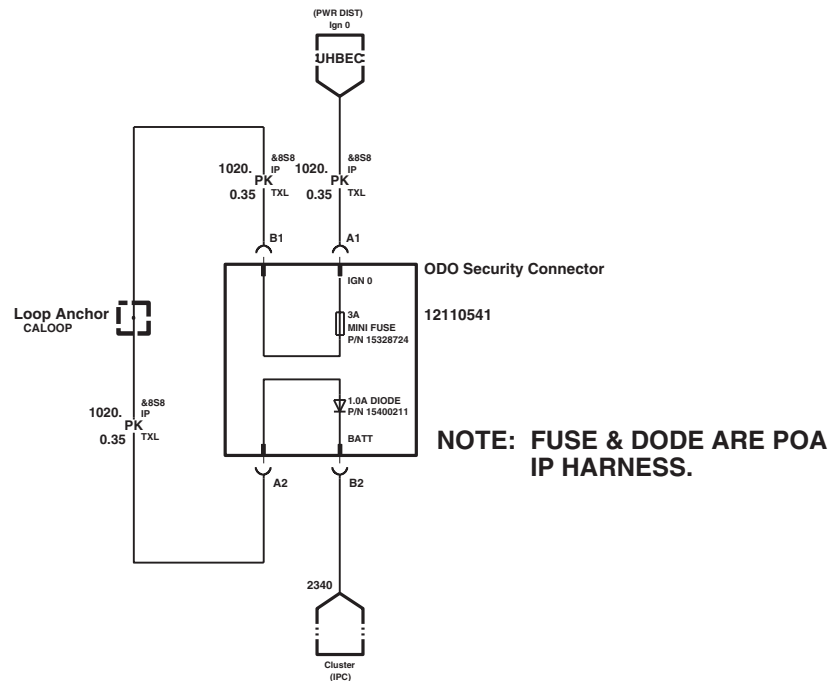 (PWR DIST)
Ign 0
UHBEC
1020. &8S8
IP
PK
0.35 TXL
1020. &8S8
IP
PK
0.35 TXL
B1
A1
ODO Security Connector
IGN 0
12110541
3A
MINI FUSE
P/N 15328724
Loop Anchor
CALOOP
1.0A DIODE
P/N 15400211
1020. &8S8
IP
PK
0.35 TXL
BATT
NOTE: FUSE & DODE ARE POA
IP HARNESS.
A2
B2
2340
Cluster
(IPC)